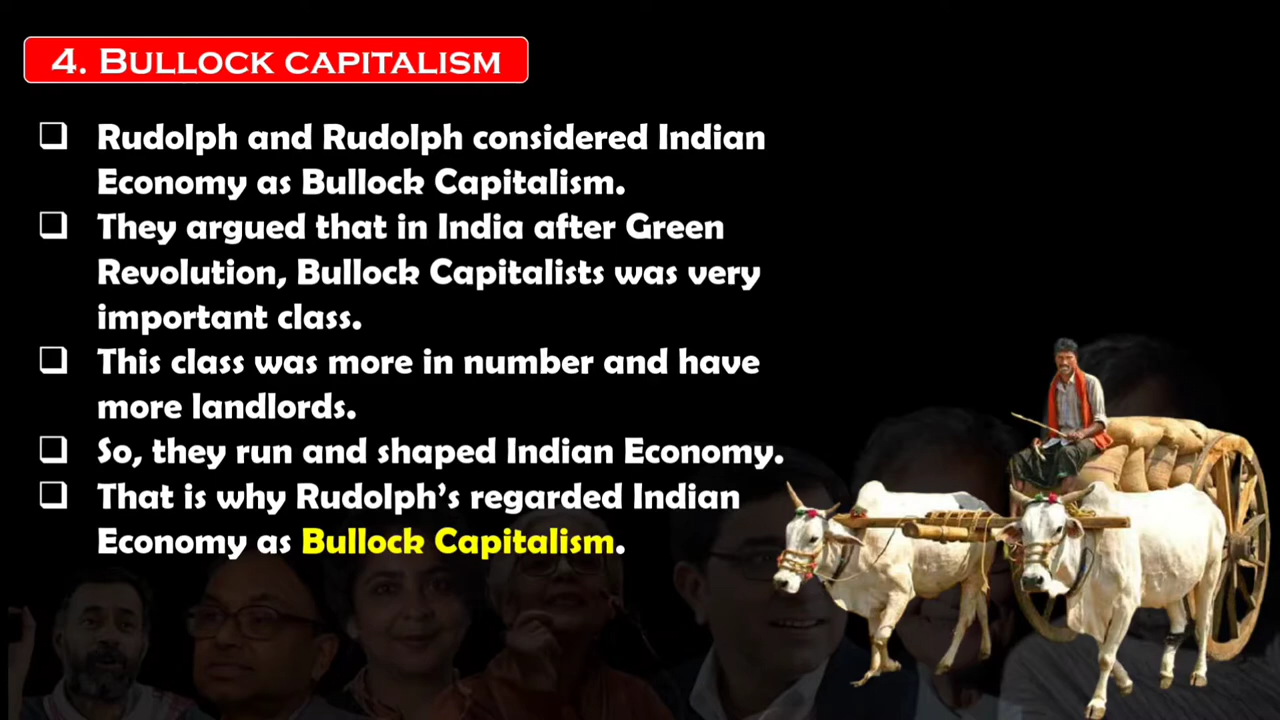 4. Bullock capitalism
❑ Rudolph and Rudolph considered Indian
Economy as Bullock Capitalism.
❑ They argued that in India after Green
Revolution, Bullock Capitalists was very
important class.
❑ This class was more in number and have
more landlords.
❑ So, they run and shaped Indian Economy.
❑ That is why Rudolph’s regarded Indian
Economy as Bullock Capitalism.